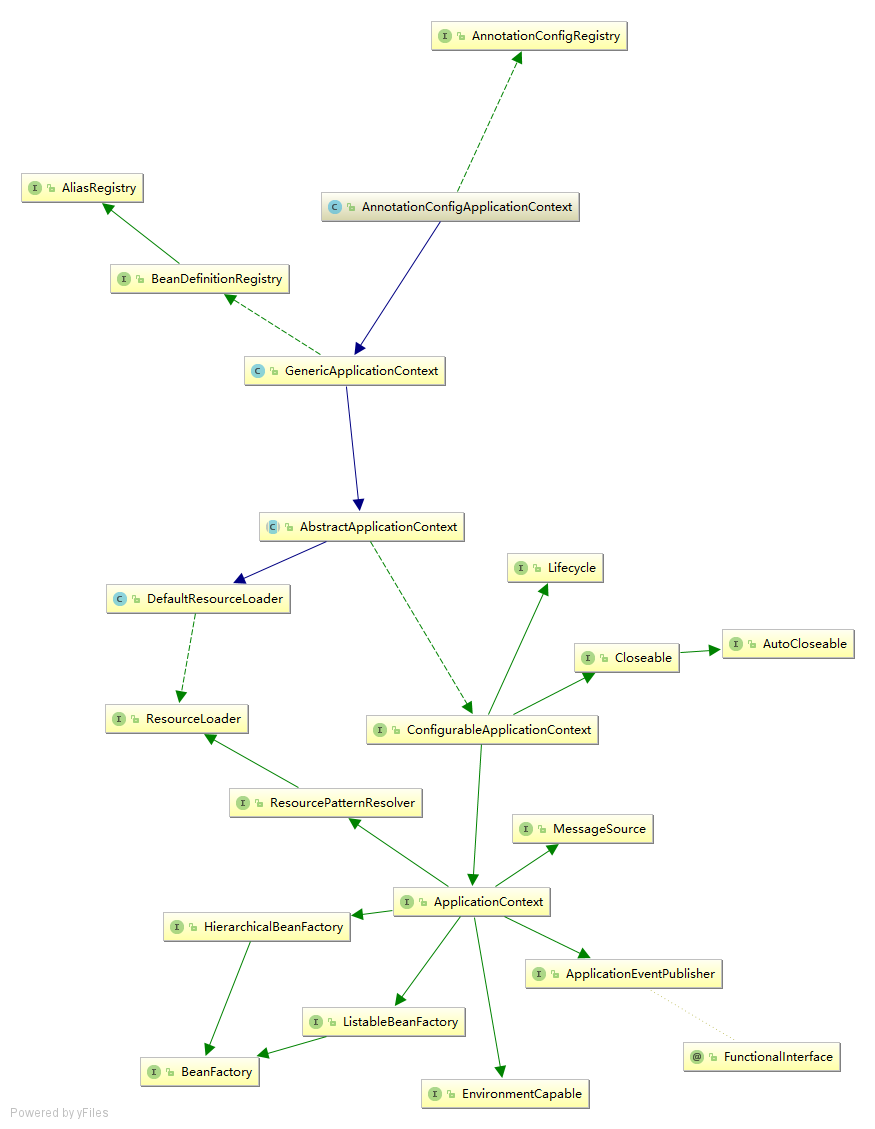 AnnotationConfigRegistry
AliasRegistry
AnnotationConfigApplicationContext
BeanDefinitionRegistry
GenericApplicationContext
AbstractApplicationContext
Lifecycle
DefaultResourceLoader
AutoCloseable
Closeable
ResourceLoader
ConfigurableApplicationContext
ResourcePatternResolver
MessageSource
ApplicationContext
HierarchicalBeanFactory
ApplicationEventPublisher
ListableBeanFactory
FunctionalInterface
BeanFactory
EnvironmentCapable
Powered by yFiles